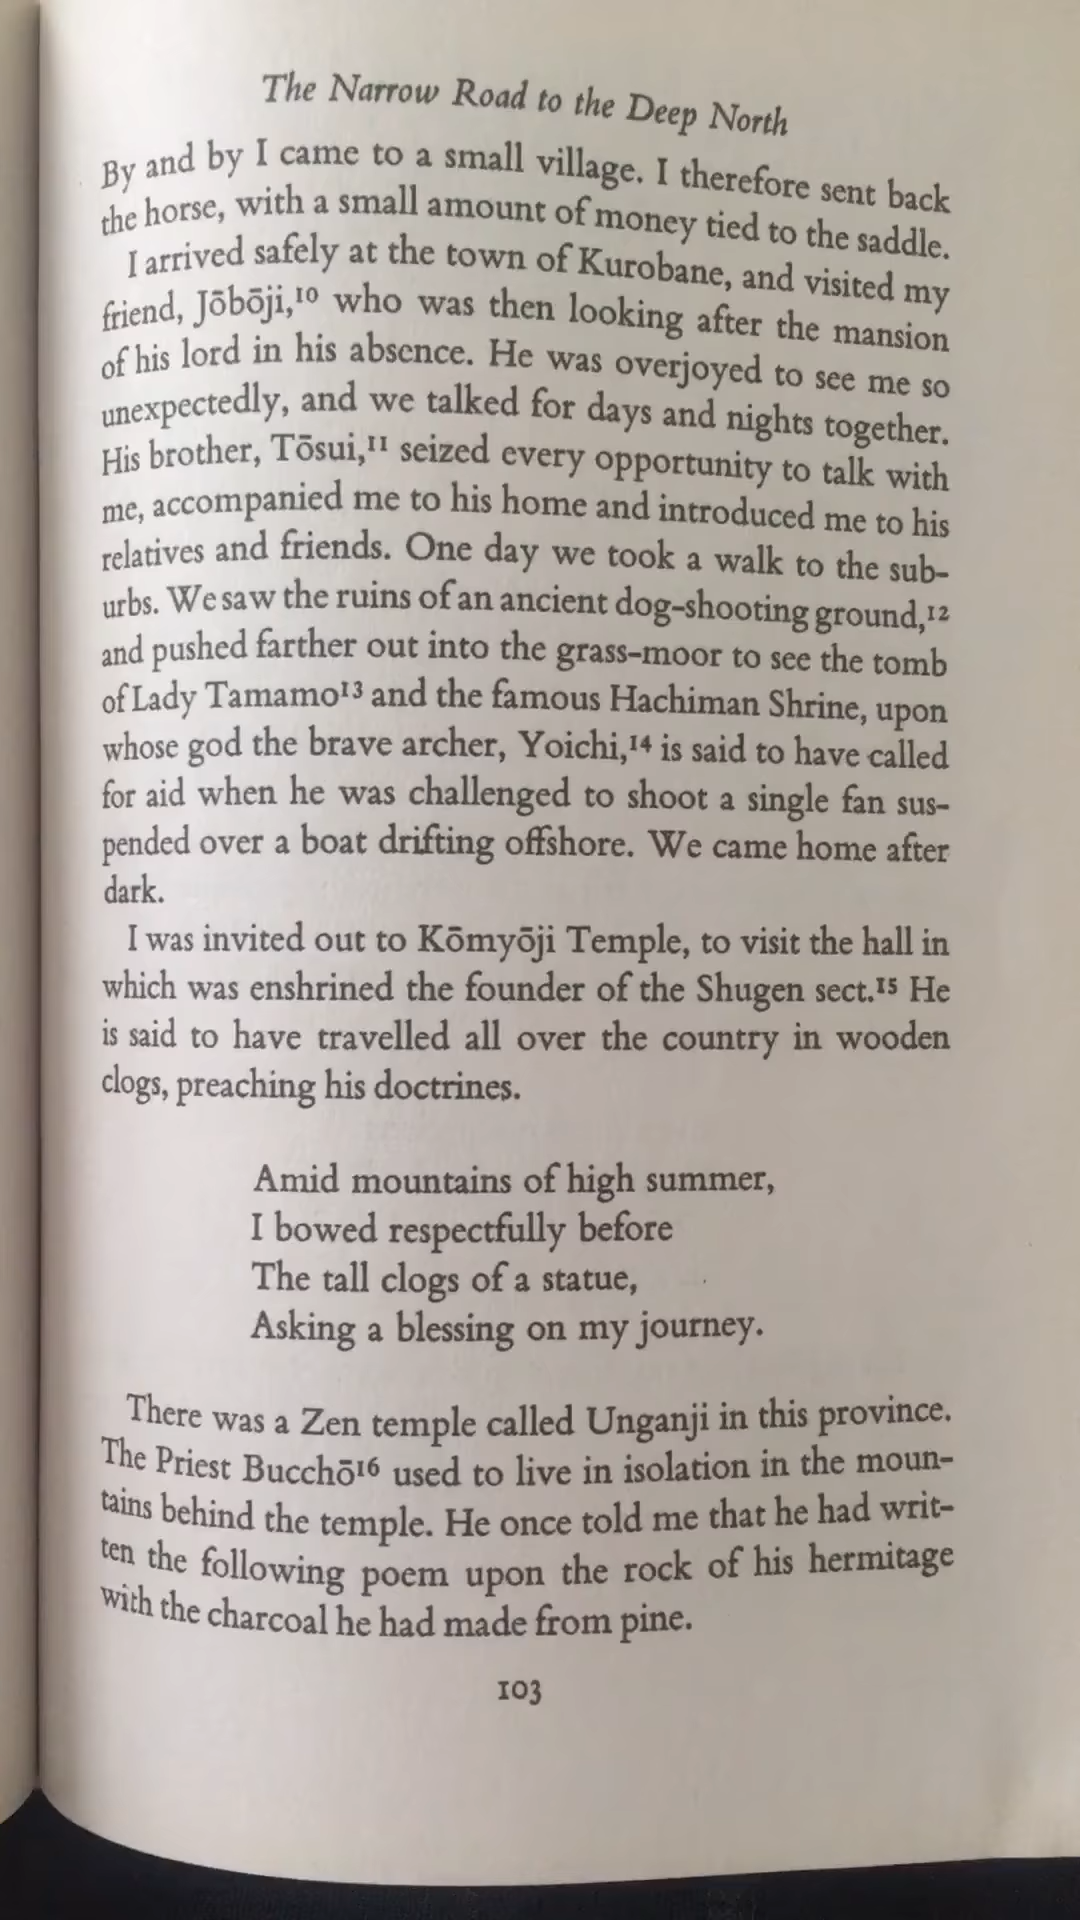 The Narrow Road to the Deep North
By and by I came to a small village. I therefore sent back
the horse, with a small amount of money tied to the saddle.
I arrived safely at the town of Kurobane, and visited my
friend, Jōbōji,¹⁰ who was then looking after the mansion
of his lord in his absence. He was overjoyed to see me so
unexpectedly, and we talked for days and nights together.
His brother, Tōsui,¹¹ seized every opportunity to talk with
me, accompanied me to his home and introduced me to his
relatives and friends. One day we took a walk to the sub-
urbs. We saw the ruins of an ancient dog-shooting ground,¹²
and pushed farther out into the grass-moor to see the tomb
of Lady Tamamo¹³ and the famous Hachiman Shrine, upon
whose god the brave archer, Yoichi,¹⁴ is said to have called
for aid when he was challenged to shoot a single fan sus-
pended over a boat drifting offshore. We came home after
dark.
I was invited out to Kōmyōji Temple, to visit the hall in
which was enshrined the founder of the Shugen sect.¹⁵ He
is said to have travelled all over the country in wooden
clogs, preaching his doctrines.
Amid mountains of high summer,
I bowed respectfully before
The tall clogs of a statue,
Asking a blessing on my journey.
There was a Zen temple called Unganji in this province.
The Priest Bucchō¹⁶ used to live in isolation in the moun-
tains behind the temple. He once told me that he had writ-
ten the following poem upon the rock of his hermitage
with the charcoal he had made from pine.
103